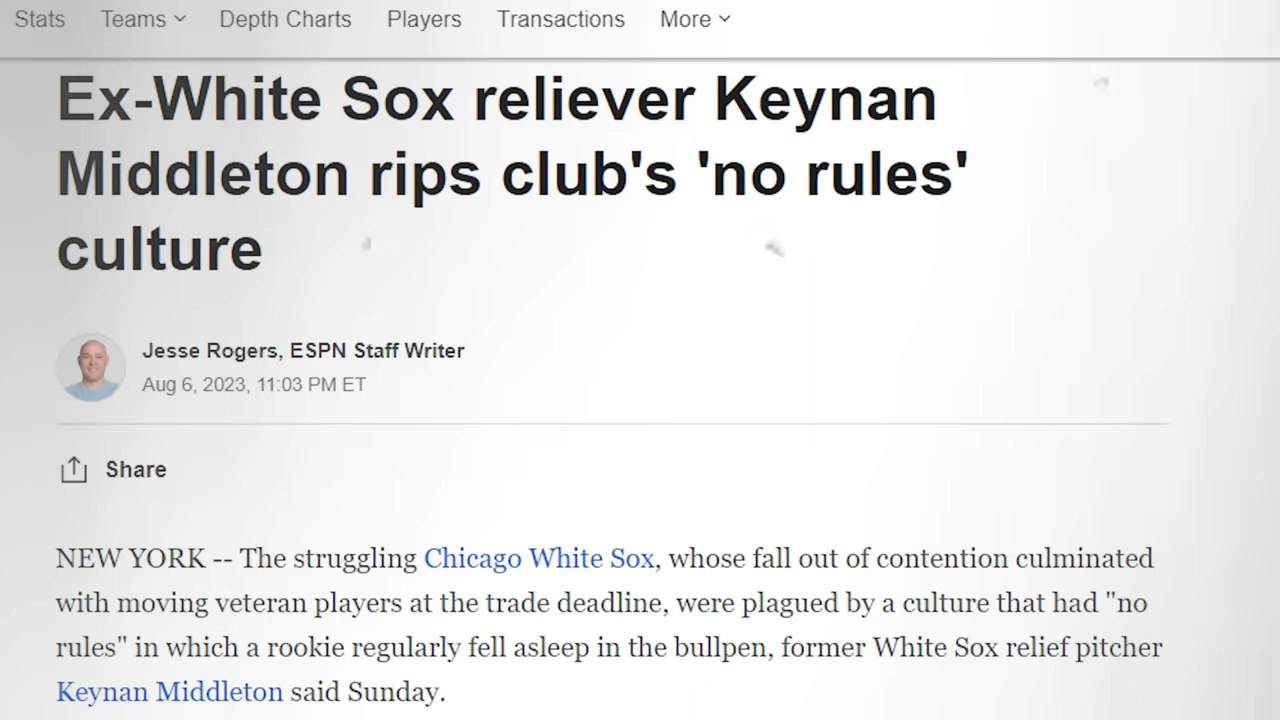 Stats Teams Depth Charts Players Transactions More
Ex-White Sox reliever Keynan
Middleton rips club's 'no rules'
culture
Jesse Rogers, ESPN Staff Writer
Aug 6, 2023, 11:03 PM ET
Share
NEW YORK -- The struggling Chicago White Sox, whose fall out of contention culminated
with moving veteran players at the trade deadline, were plagued by a culture that had "no
rules" in which a rookie regularly fell asleep in the bullpen, former White Sox relief pitcher
Keynan Middleton said Sunday.